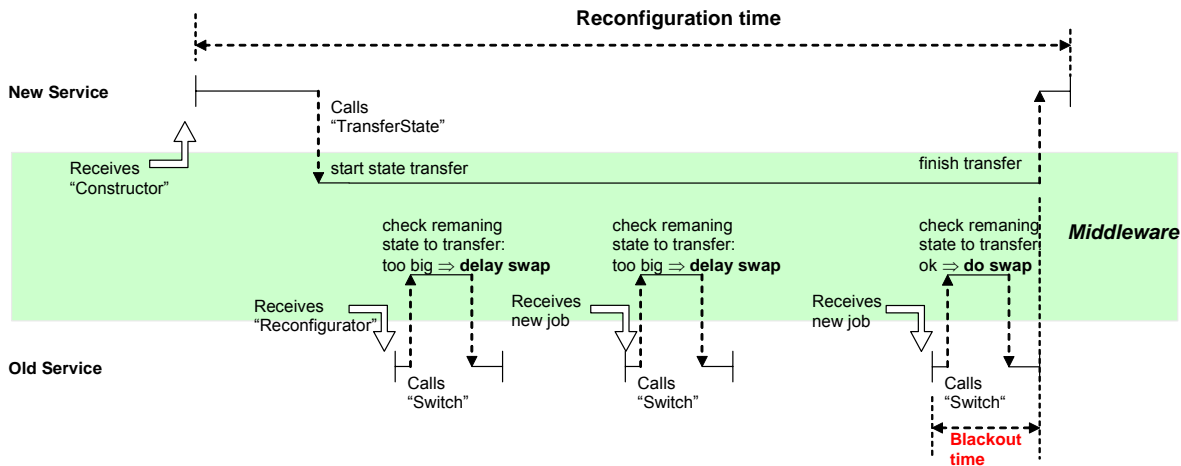 Reconfiguration time
New Service
Calls
“TransferState”
Receives
“Constructor”
start state transfer
finish transfer
check remaning
state to transfer:
too big ⇒ delay swap
check remaning
state to transfer:
too big ⇒ delay swap
check remaning
state to transfer
ok ⇒ do swap
Middleware
Receives
“Reconfigurator”
Receives
new job
Receives
new job
Old Service
Calls
“Switch”
Calls
“Switch”
Calls
“Switch“
Blackout
time